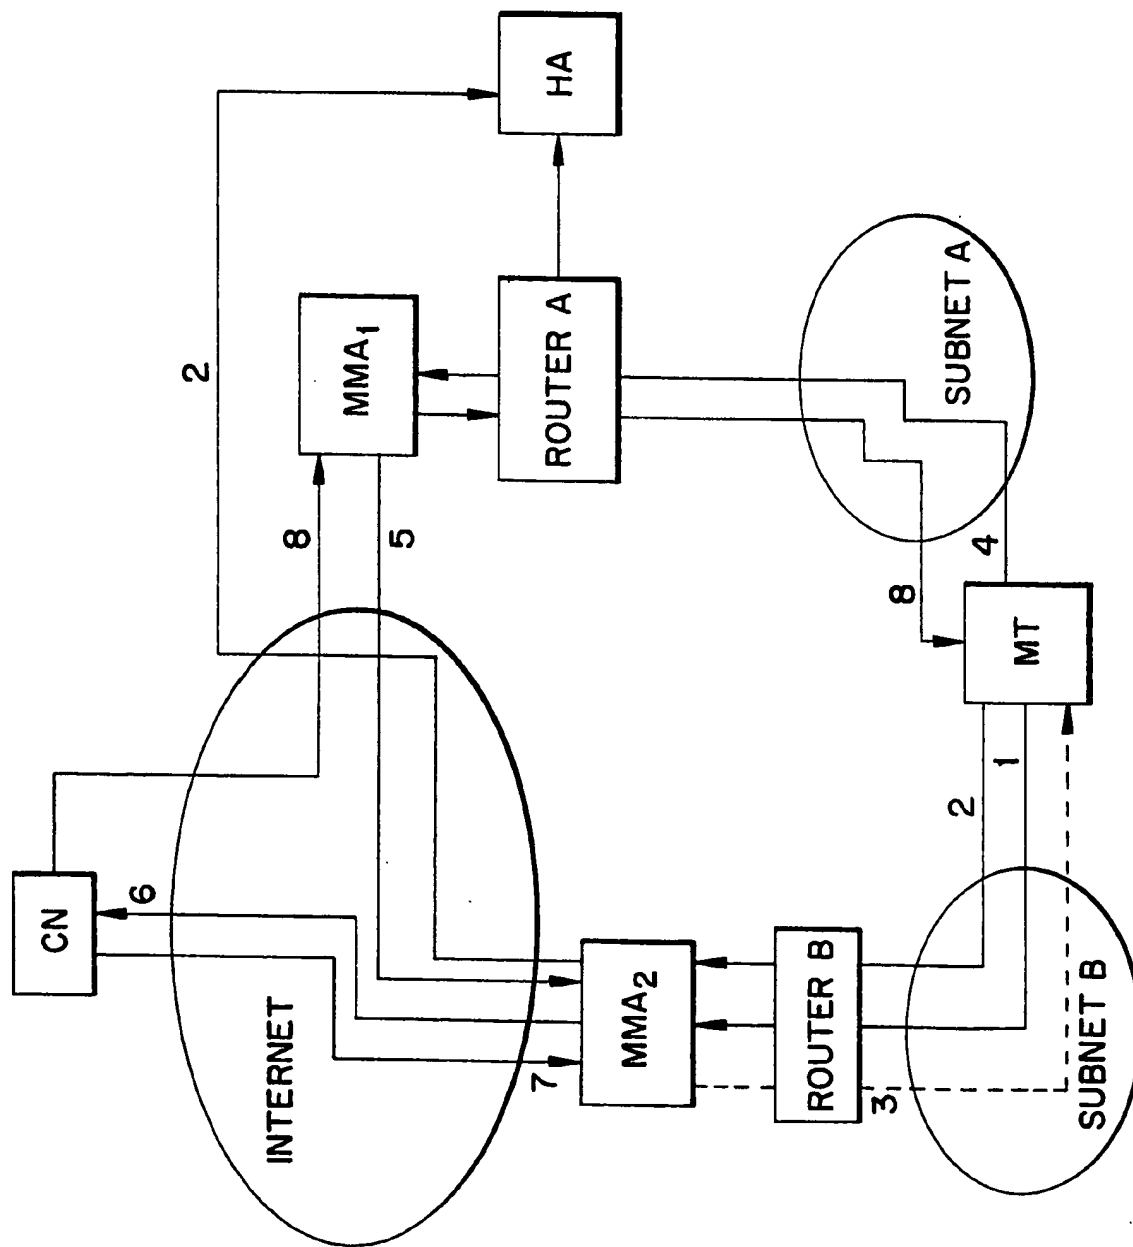 CN
INTERNET
6
7
2
8
5
MMA1
HA
MMA2
ROUTER A
ROUTER B
3
SUBNET A
SUBNET B
2
1
8
4
MT